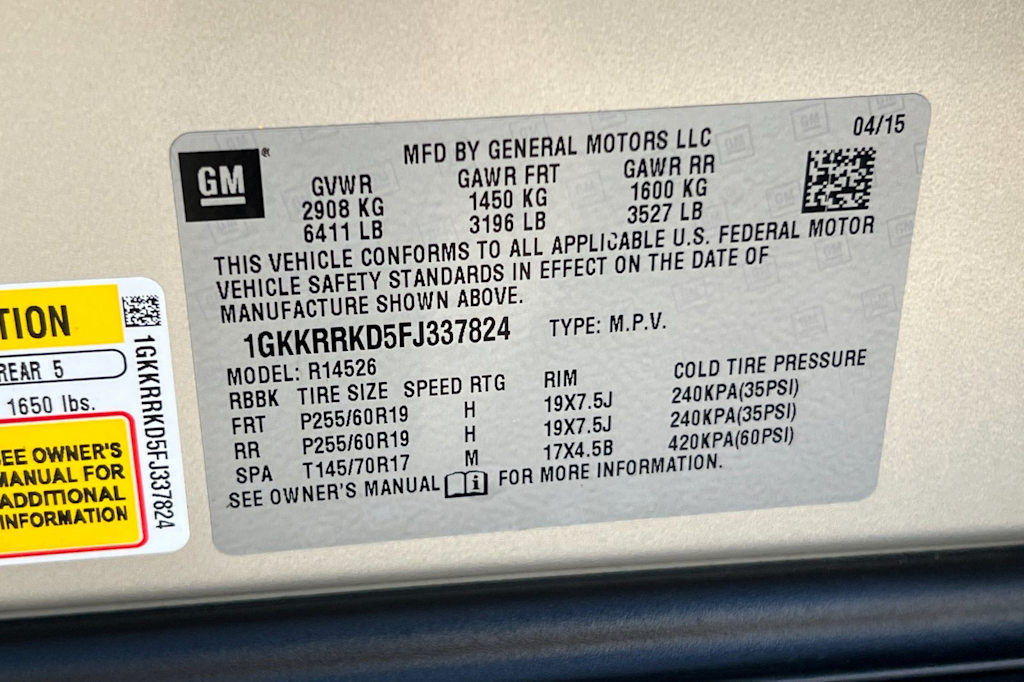 GM
MFD BY GENERAL MOTORS LLC
04/15
GVWR GAWR FRT GAWR RR
2908 KG 1450 KG 1600 KG
6411 LB 3196 LB 3527 LB
THIS VEHICLE CONFORMS TO ALL APPLICABLE U.S. FEDERAL MOTOR
VEHICLE SAFETY STANDARDS IN EFFECT ON THE DATE OF
MANUFACTURE SHOWN ABOVE.
1GKKRRKD5FJ337824 TYPE: M.P.V.
MODEL: R14526
RBBK TIRE SIZE SPEED RTG RIM COLD TIRE PRESSURE
FRT P255/60R19 H 19X7.5J 240KPA(35PSI)
RR P255/60R19 H 19X7.5J 240KPA(35PSI)
SPA T145/70R17 M 17X4.5B 420KPA(60PSI)
SEE OWNER'S MANUAL i FOR MORE INFORMATION.
TION
REAR 5
1650 lbs.
SEE OWNER'S
MANUAL FOR
ADDITIONAL
INFORMATION
1GKKRRKD5FJ337824